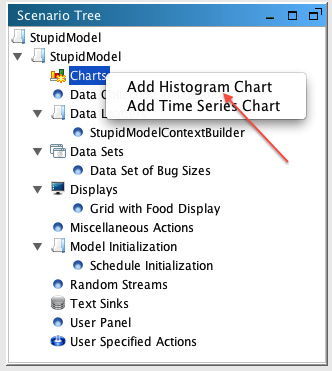 Scenario Tree
StupidModel
StupidModel
Charts
Add Histogram Chart
Add Time Series Chart
Data
Data
StupidModelContextBuilder
Data Sets
Data Set of Bug Sizes
Displays
Grid with Food Display
Miscellaneous Actions
Model Initialization
Schedule Initialization
Random Streams
Text Sinks
User Panel
User Specified Actions